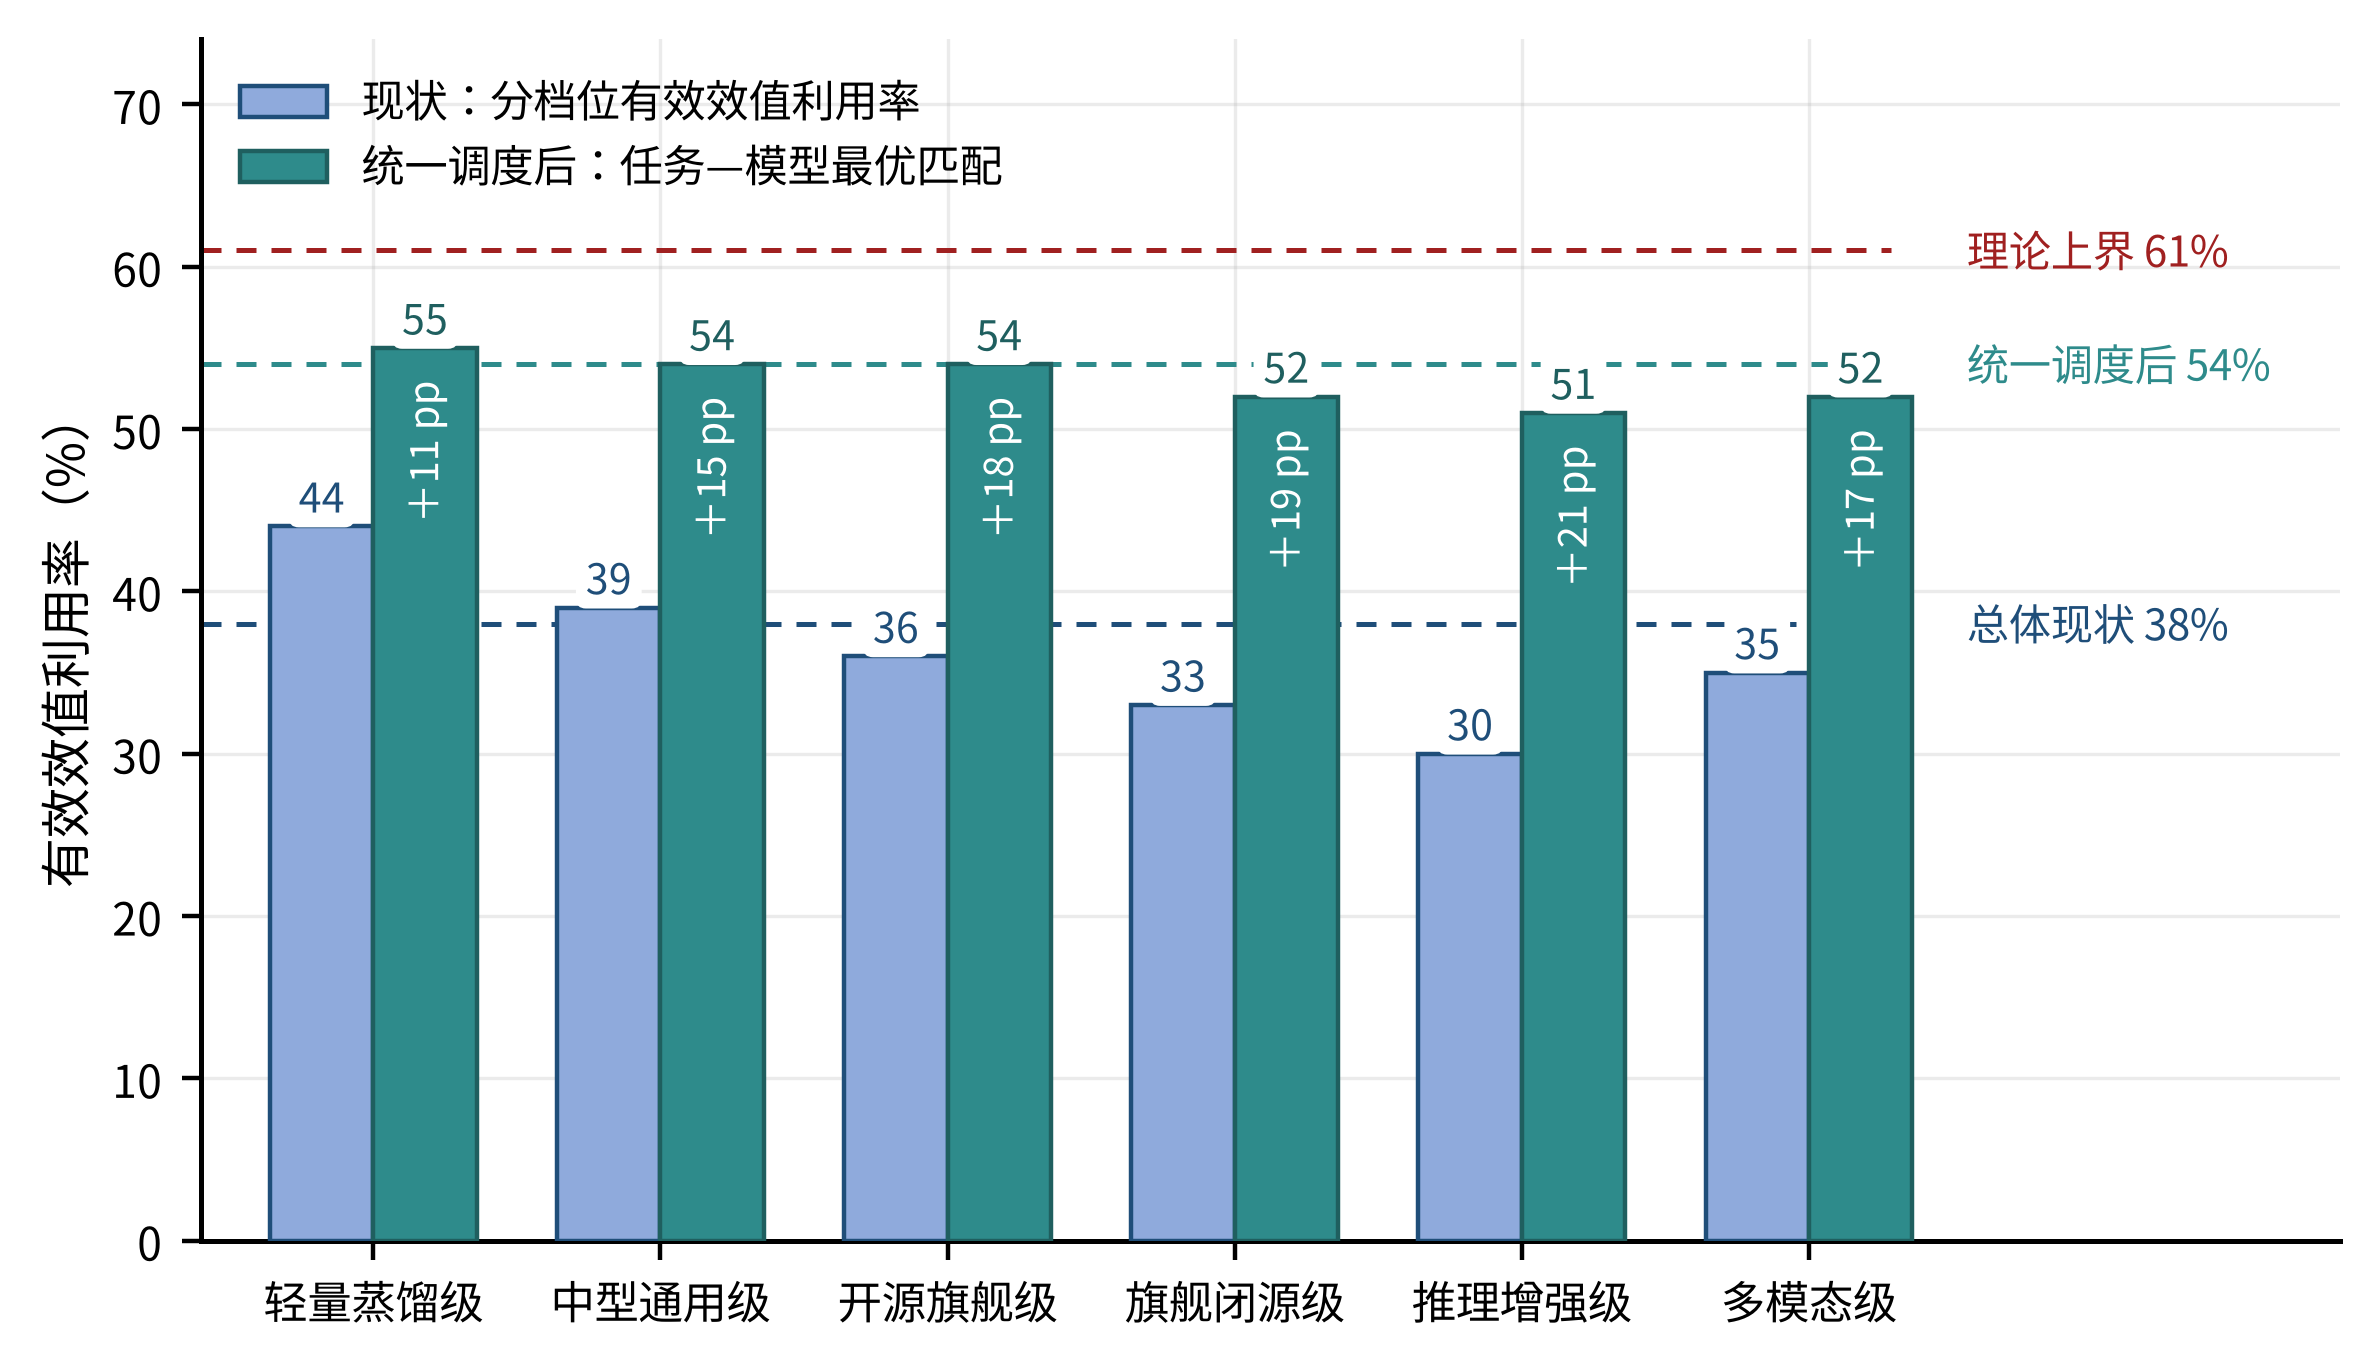 现状：分档位有效效值利用率
统一调度后：任务—模型最优匹配
有效效值利用率（%）
70
60
50
40
30
20
10
0
理论上界 61%
统一调度后 54%
总体现状 38%
44
55
+11 pp
39
54
+15 pp
36
54
+18 pp
33
52
+19 pp
30
51
+21 pp
35
52
+17 pp
轻量蒸馏级
中型通用级
开源旗舰级
旗舰闭源级
推理增强级
多模态级